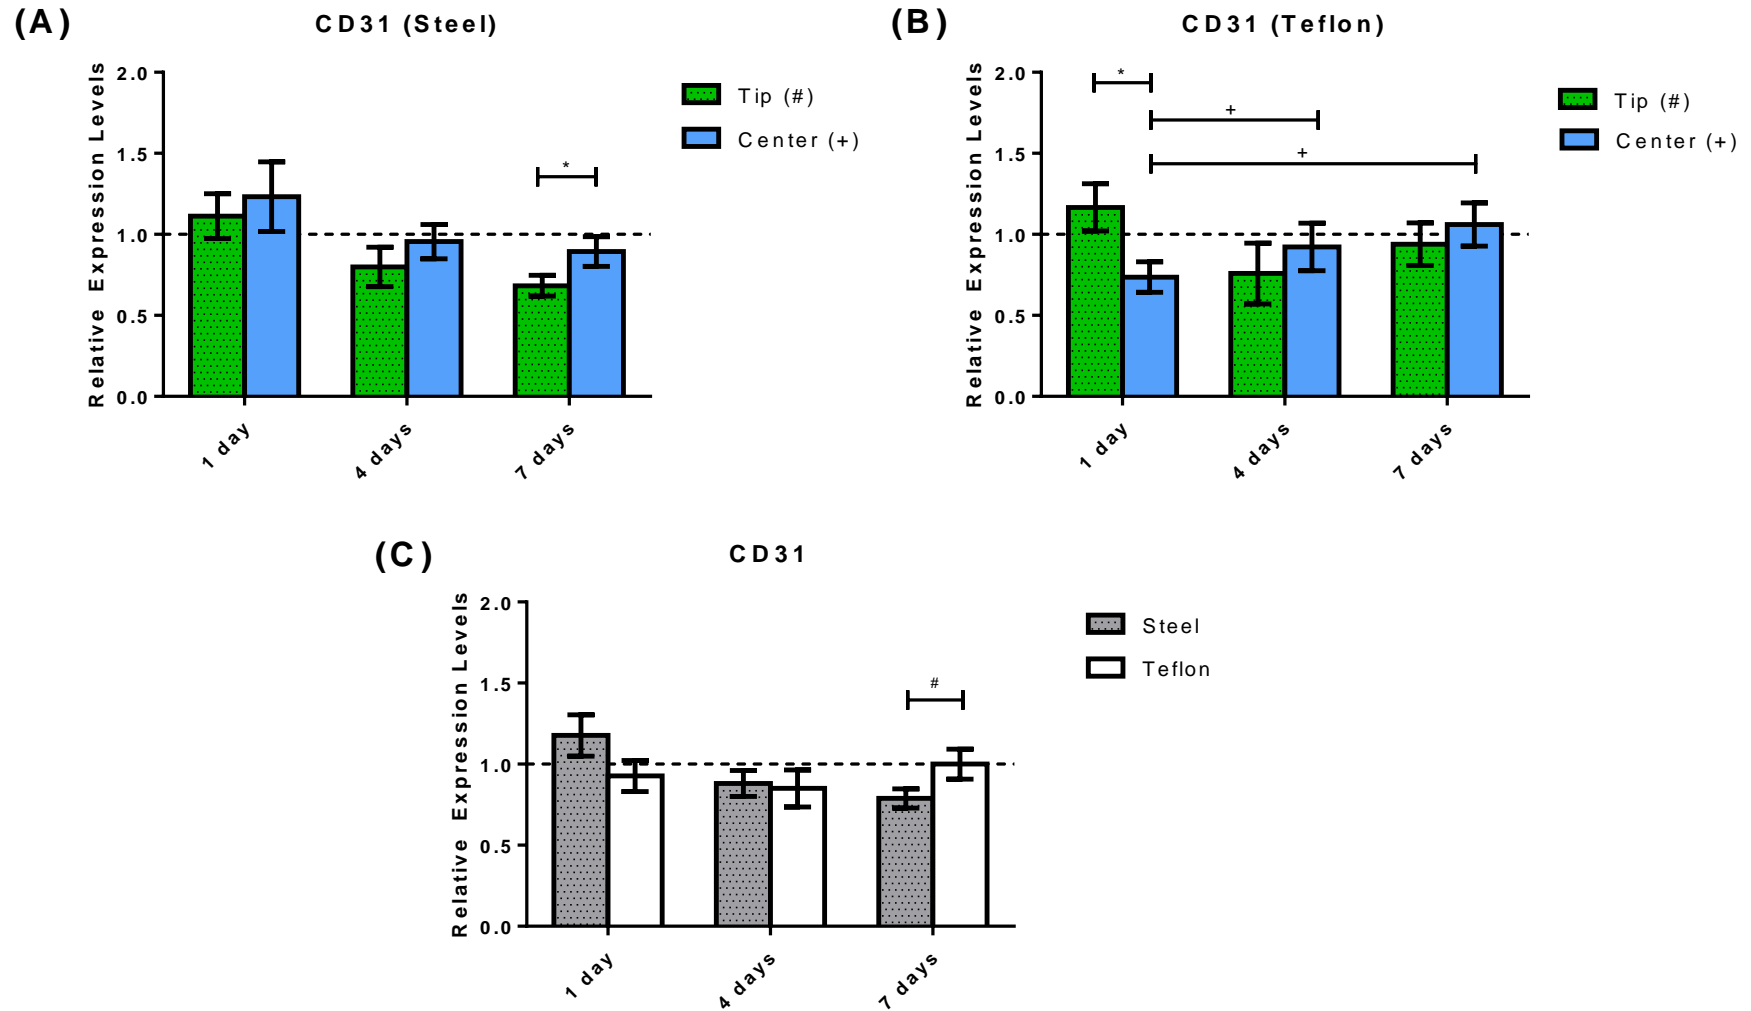 (A)
CD31 (Steel)
Relative Expression Levels
2.0
1.5
1.0
0.5
0.0
*
1 day
4 days
7 days
Tip (#)
Center (+)
(B)
CD31 (Teflon)
Relative Expression Levels
2.0
1.5
1.0
0.5
0.0
*
+
+
1 day
4 days
7 days
Tip (#)
Center (+)
(C)
CD31
Relative Expression Levels
2.0
1.5
1.0
0.5
0.0
#
1 day
4 days
7 days
Steel
Teflon